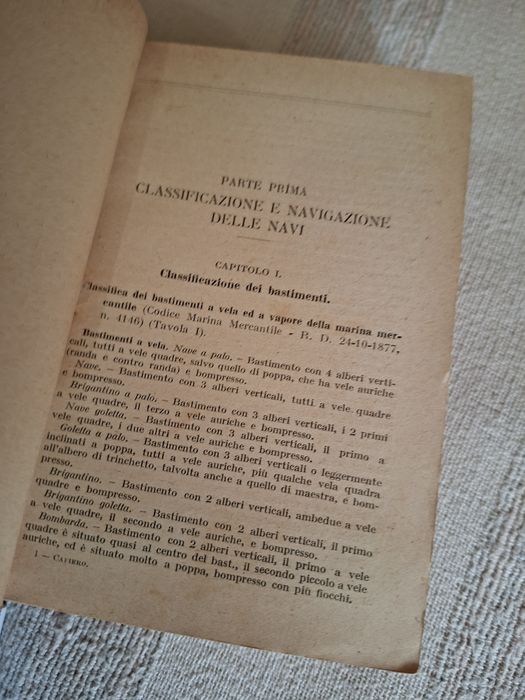 PARTE PRIMA
CLASSIFICAZIONE E NAVIGAZIONE
DELLE NAVI
CAPITOLO I.
Classificazione dei bastimenti.
Classifica dei bastimenti a vela ed a vapore della marina mer-
cantile (Codice Marina Mercantile - R. D. 24-10-1877,
n. 4146) (Tavola I).
Bastimenti a vela. Nave a palo. - Bastimento con 4 alberi verti-
cali, tutti a vele quadre, salvo quello di poppa, che ha vele auriche
(randa e contro randa) e bompresso.
Nave. - Bastimento con 3 alberi verticali, tutti a vele quadre
e bompresso.
Brigantino a palo. - Bastimento con 3 alberi verticali, i 2 primi
a vele quadre, il terzo a vele auriche e bompresso.
Nave goletta. - Bastimento con 3 alberi verticali, il primo a
vele quadre, i due altri a vele auriche e bompresso.
Goletta a palo. - Bastimento con 3 alberi verticali o leggermente
inclinati a poppa, tutti a vele auriche, più qualche vela quadra
all'albero di trinchetto, talvolta anche a quello di maestra, e bom-
presso.
Brigantino. - Bastimento con 2 alberi verticali, ambedue a vele
quadre e bompresso.
Brigantino goletta. - Bastimento con 2 alberi verticali, il primo
a vele quadre, il secondo a vele auriche, e bompresso.
Bombarda. - Bastimento con 2 alberi verticali, il primo a vele
quadre è situato quasi al centro del bast., il secondo piccolo a vele
auriche, ed è situato molto a poppa, bompresso con più fiocchi.
1 — CAVIRRO.